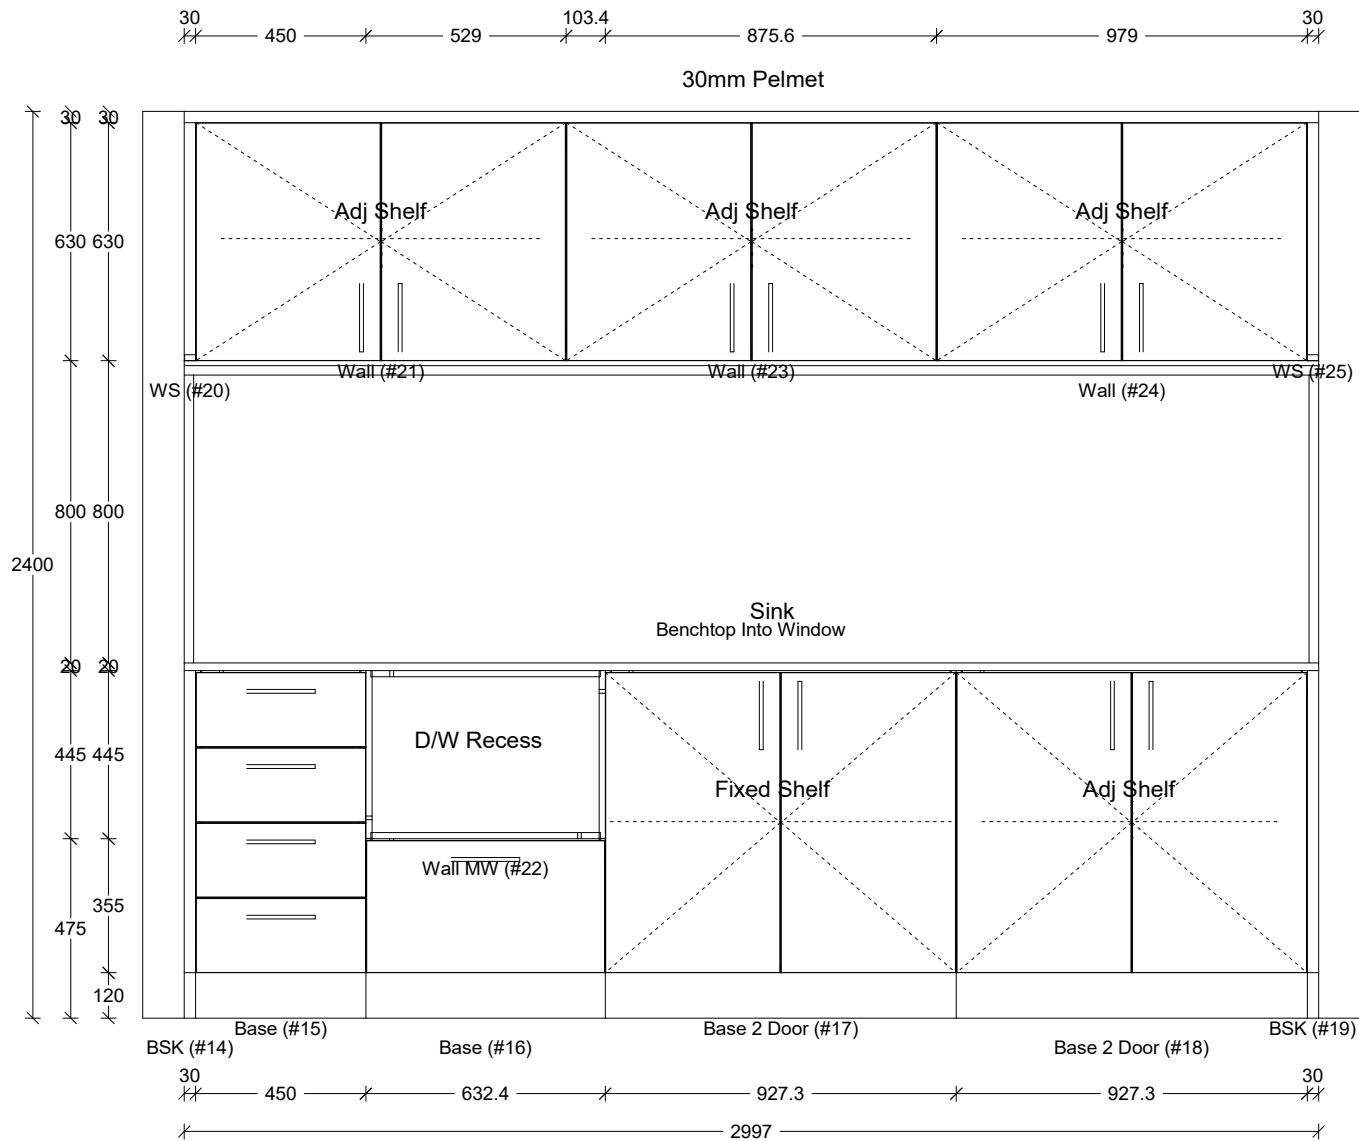 30 103.4 30
450 529 875.6 979
30mm Pelmet
30 30
Adj Shelf Adj Shelf Adj Shelf
630 630
Wall (#21) Wall (#23) WS (#25)
WS (#20) Wall (#24)
800 800
2400
Sink
Benchtop Into Window
20 20
D/W Recess
445 445
Fixed Shelf Adj Shelf
Wall MW (#22)
355
475
120
Base (#15) Base 2 Door (#17) BSK (#19)
BSK (#14) Base (#16) Base 2 Door (#18)
30 30
450 632.4 927.3 927.3
2997